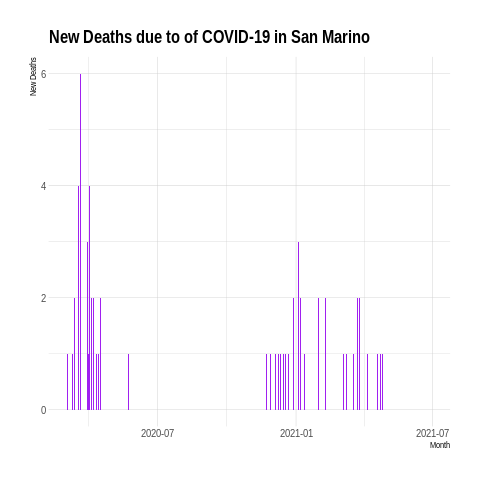 New Deaths due to of COVID-19 in San Marino
New Deaths
6
4
2
0
2020-07 2021-01 2021-07
Month